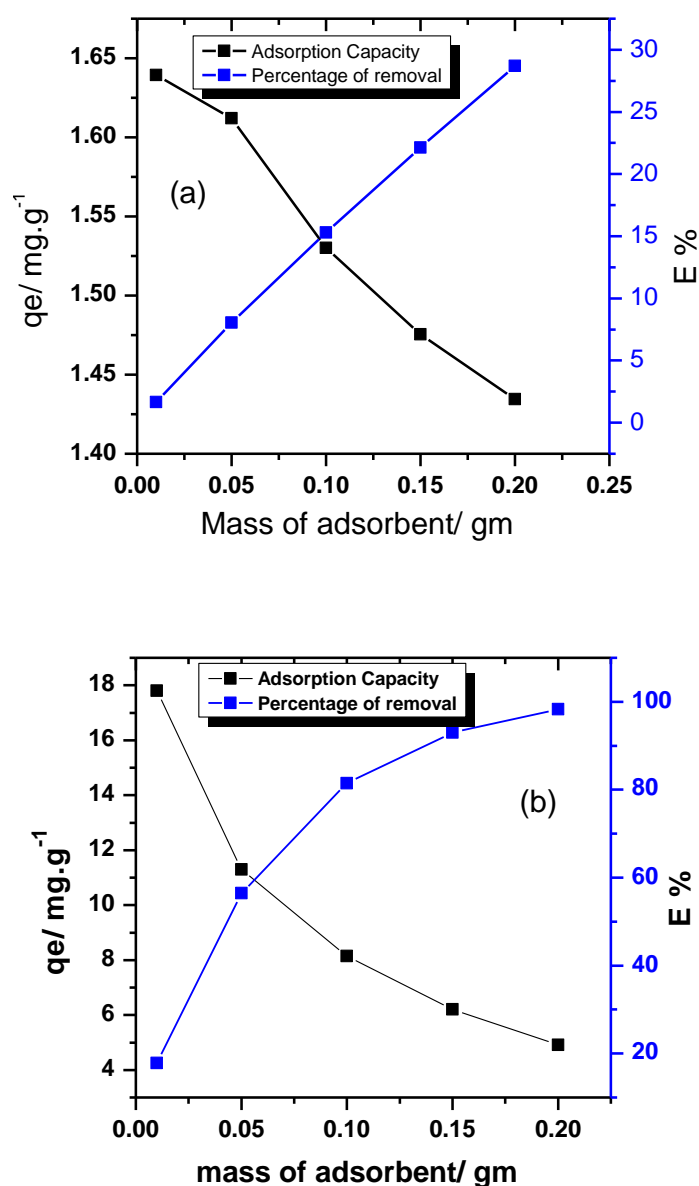 Adsorption Capacity
Percentage of removal
(a)
1.65
1.60
1.55
1.50
1.45
1.40
qe/ mg.g-1
30
25
20
15
10
5
0
E %
0.00 0.05 0.10 0.15 0.20 0.25
Mass of adsorbent/ gm
Adsorption Capacity
Percentage of removal
(b)
18
16
14
12
10
8
6
4
qe/ mg.g-1
100
80
60
40
20
E %
0.00 0.05 0.10 0.15 0.20
mass of adsorbent/ gm